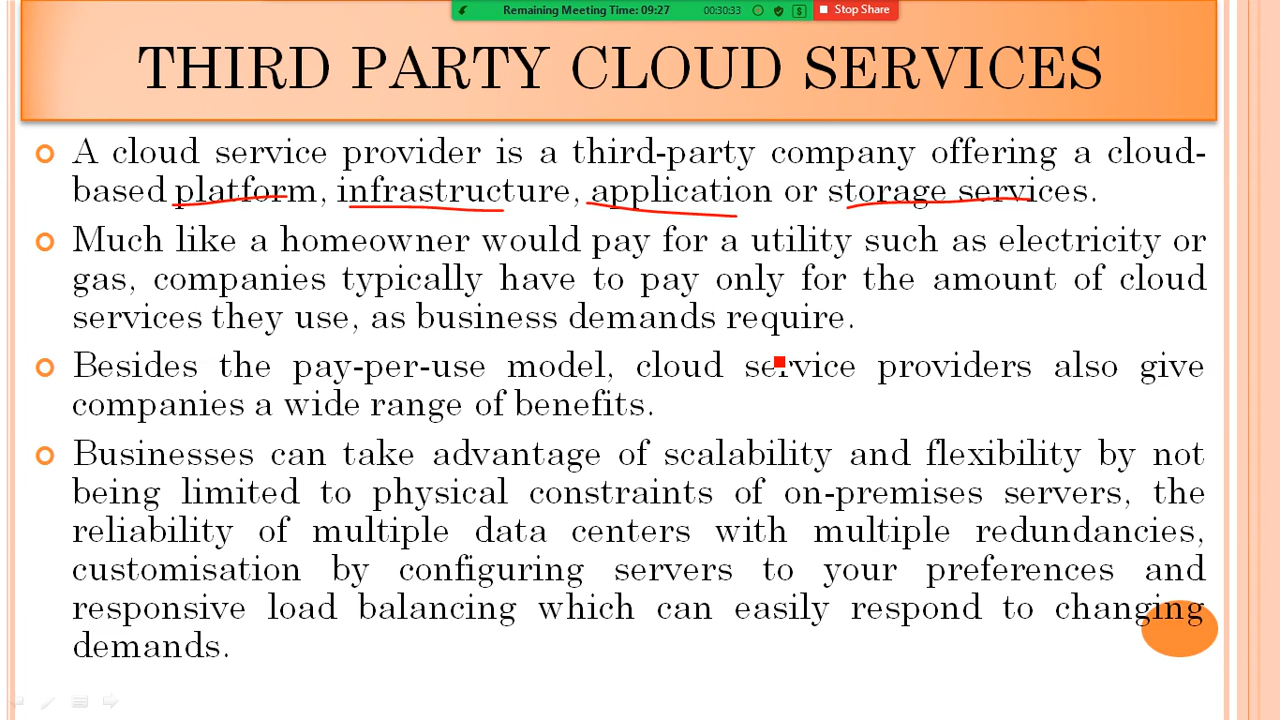 Remaining Meeting Time: 09:27 00:30:33 Stop Share
THIRD PARTY CLOUD SERVICES
A cloud service provider is a third-party company offering a cloud-
based platform, infrastructure, application or storage services.
Much like a homeowner would pay for a utility such as electricity or
gas, companies typically have to pay only for the amount of cloud
services they use, as business demands require.
Besides the pay-per-use model, cloud service providers also give
companies a wide range of benefits.
Businesses can take advantage of scalability and flexibility by not
being limited to physical constraints of on-premises servers, the
reliability of multiple data centers with multiple redundancies,
customisation by configuring servers to your preferences and
responsive load balancing which can easily respond to changing
demands.